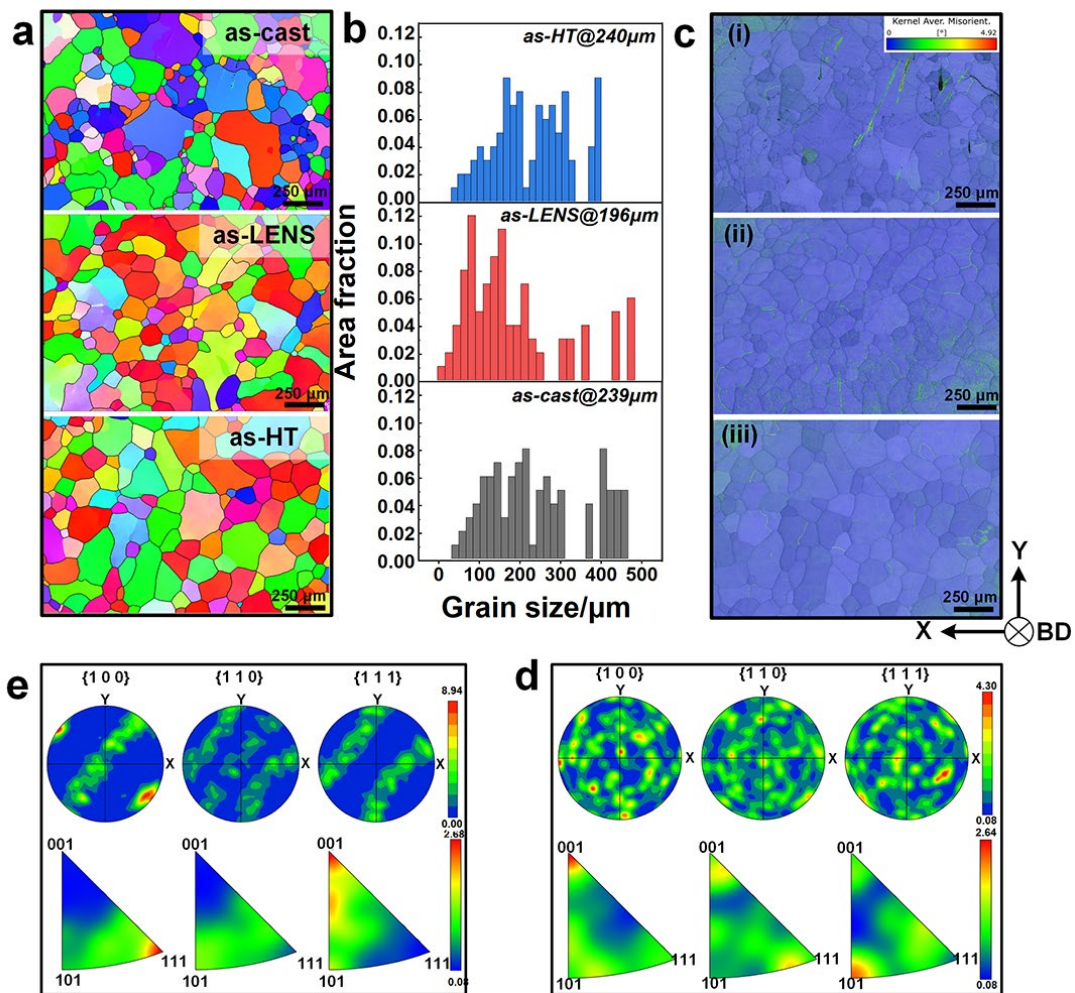 a
as-cast
250 µm
as-LENS
250 µm
as-HT
250 µm
b
Area fraction
0.12
0.10
0.08
0.06
0.04
0.02
0.00
as-HT@240µm
0.12
0.10
0.08
0.06
0.04
0.02
0.00
as-LENS@196µm
0.12
0.10
0.08
0.06
0.04
0.02
0.00
as-cast@239µm
0 100 200 300 400 500
Grain size/µm
c
(i)
Kernel Aver. Misorient.
0 [°] 4.92
250 µm
(ii)
250 µm
(iii)
250 µm
Y
X
BD
e
{1 0 0} {1 1 0} {1 1 1}
Y Y Y
X X X
8.94
0.00
2.68
0.08
001 001 001
111 111 111
101 101 101
d
{1 0 0} {1 1 0} {1 1 1}
Y Y Y
X X X
4.30
0.08
2.64
0.08
001 001 001
111 111 111
101 101 101